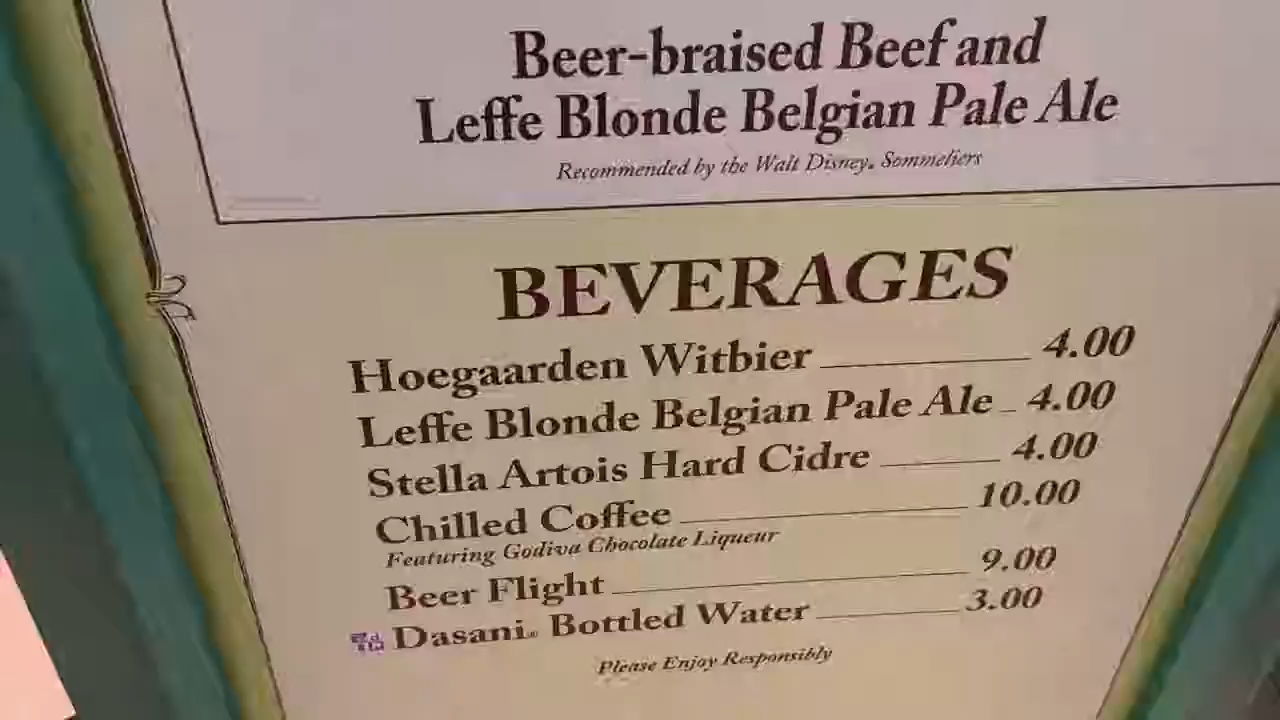 Beer-braised Beef and
Leffe Blonde Belgian Pale Ale
Recommended by the Walt Disney® Sommeliers
BEVERAGES
Hoegaarden Witbier 4.00
Leffe Blonde Belgian Pale Ale 4.00
Stella Artois Hard Cidre 4.00
Chilled Coffee 10.00
Featuring Godiva Chocolate Liqueur
Beer Flight 9.00
Dasani® Bottled Water 3.00
Please Enjoy Responsibly